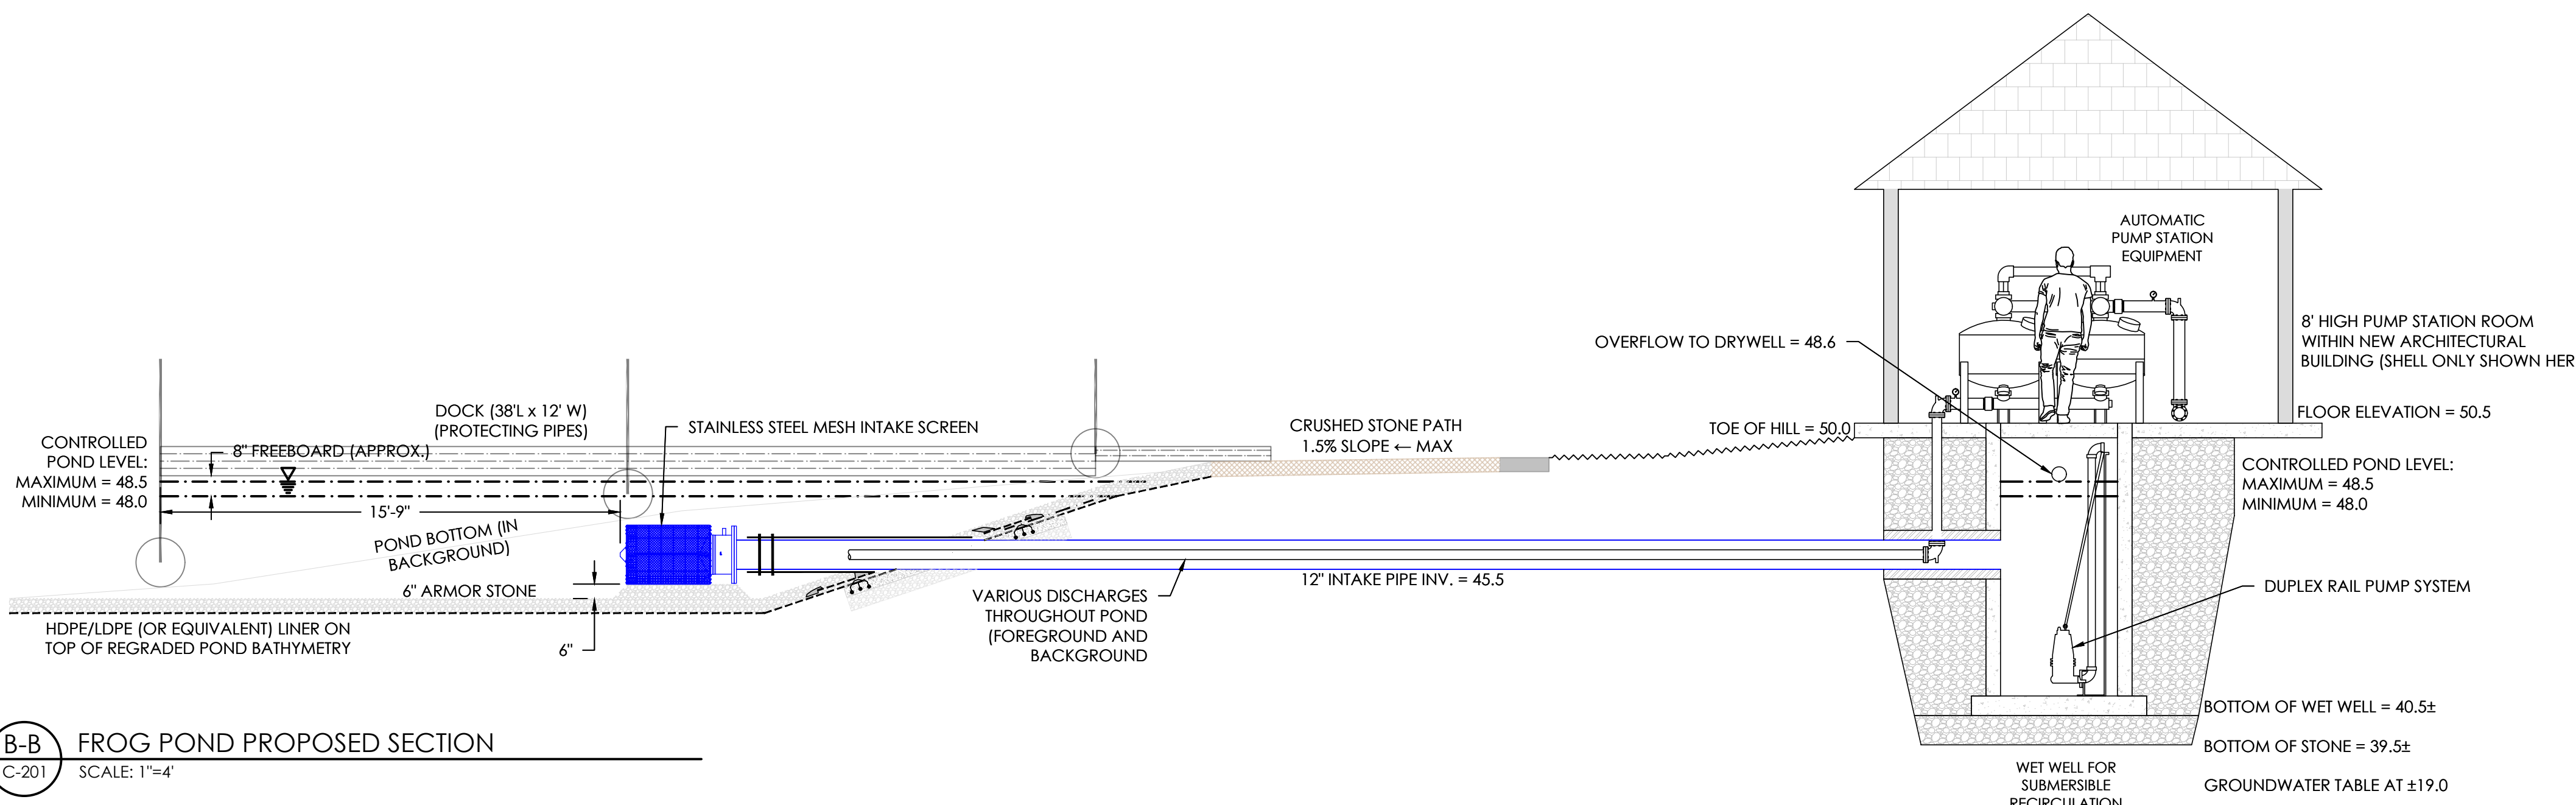 AUTOMATIC
PUMP STATION
EQUIPMENT
8' HIGH PUMP STATION ROOM
WITHIN NEW ARCHITECTURAL
BUILDING (SHELL ONLY SHOWN HER
OVERFLOW TO DRYWELL = 48.6
FLOOR ELEVATION = 50.5
DOCK (38'L x 12' W)
(PROTECTING PIPES)
STAINLESS STEEL MESH INTAKE SCREEN
CRUSHED STONE PATH
1.5% SLOPE ← MAX
TOE OF HILL = 50.0
CONTROLLED
POND LEVEL:
MAXIMUM = 48.5
MINIMUM = 48.0
8" FREEBOARD (APPROX.)
15'-9"
CONTROLLED POND LEVEL:
MAXIMUM = 48.5
MINIMUM = 48.0
POND BOTTOM (IN
BACKGROUND)
6" ARMOR STONE
12" INTAKE PIPE INV. = 45.5
VARIOUS DISCHARGES
THROUGHOUT POND
(FOREGROUND AND
BACKGROUND
DUPLEX RAIL PUMP SYSTEM
HDPE/LDPE (OR EQUIVALENT) LINER ON
TOP OF REGRADED POND BATHYMETRY
6"
BOTTOM OF WET WELL = 40.5±
BOTTOM OF STONE = 39.5±
GROUNDWATER TABLE AT ±19.0
WET WELL FOR
SUBMERSIBLE
RECIRCULATION
B-B
C-201
FROG POND PROPOSED SECTION
SCALE: 1"=4'